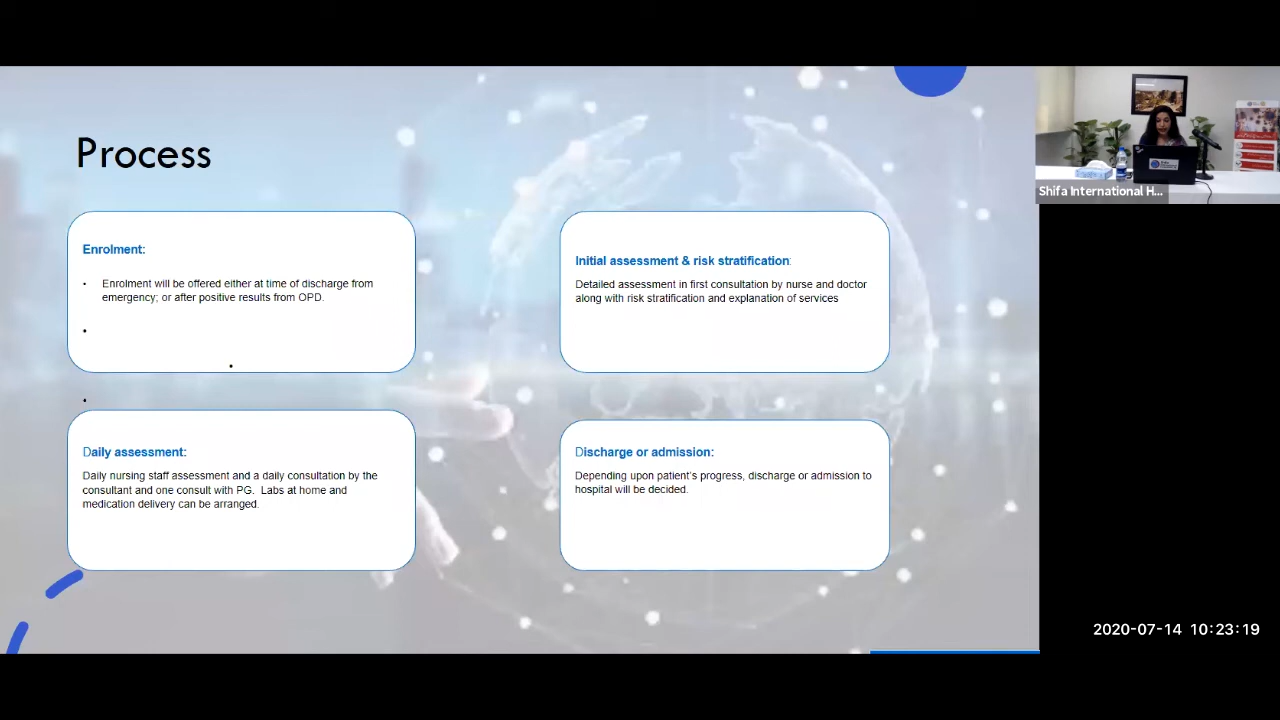 Process
Enrolment:
• Enrolment will be offered either at time of discharge from
emergency; or after positive results from OPD.
•
•
•
Initial assessment & risk stratification:
Detailed assessment in first consultation by nurse and doctor
along with risk stratification and explanation of services
Daily assessment:
Daily nursing staff assessment and a daily consultation by the
consultant and one consult with PG. Labs at home and
medication delivery can be arranged.
Discharge or admission:
Depending upon patient's progress, discharge or admission to
hospital will be decided.
Shifa International H...
2020-07-14 10:23:19